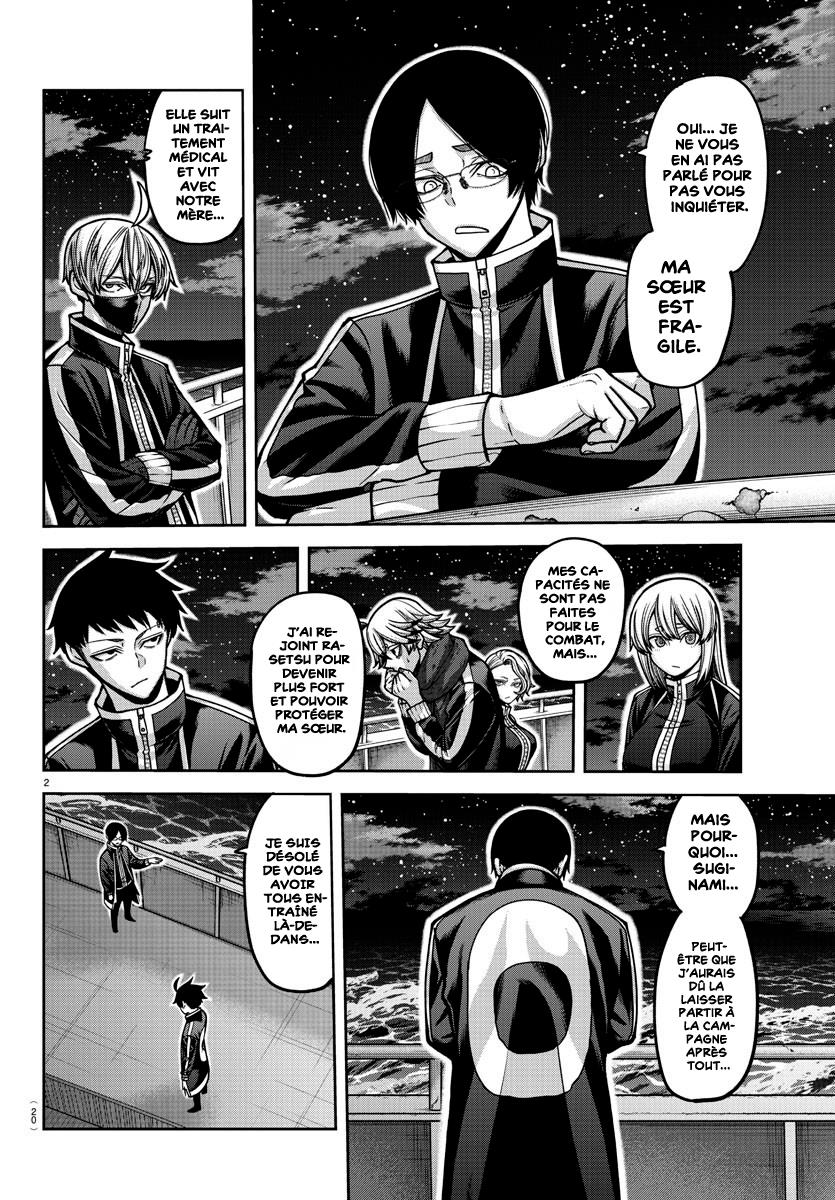 OUI... JE
NE VOUS
EN AI PAS
PARLÉ POUR
PAS VOUS
INQUIÉTER.
MA
SŒUR
EST
FRA-
GILE.
ELLE SUIT
UN TRAI-
TEMENT
MÉDICAL
ET VIT
AVEC
NOTRE
MÈRE...
MES CA-
PACITÉS NE
SONT PAS
FAITES
POUR LE
COMBAT,
MAIS...
J'AI RE-
JOINT RA-
SETSU POUR
DEVENIR
PLUS FORT
ET POUVOIR
PROTÉGER
MA SŒUR.
2
MAIS
POUR-
QUOI...
SUGI-
NAMI...
PEUT-
ÊTRE QUE
J'AURAIS
DÛ LA
LAISSER
PARTIR À
LA CAM-
PAGNE
APRÈS
TOUT...
JE SUIS
DÉSOLÉ
DE VOUS
AVOIR
TOUS EN-
TRAÎNÉ
LÀ-DE-
DANS...
(20)